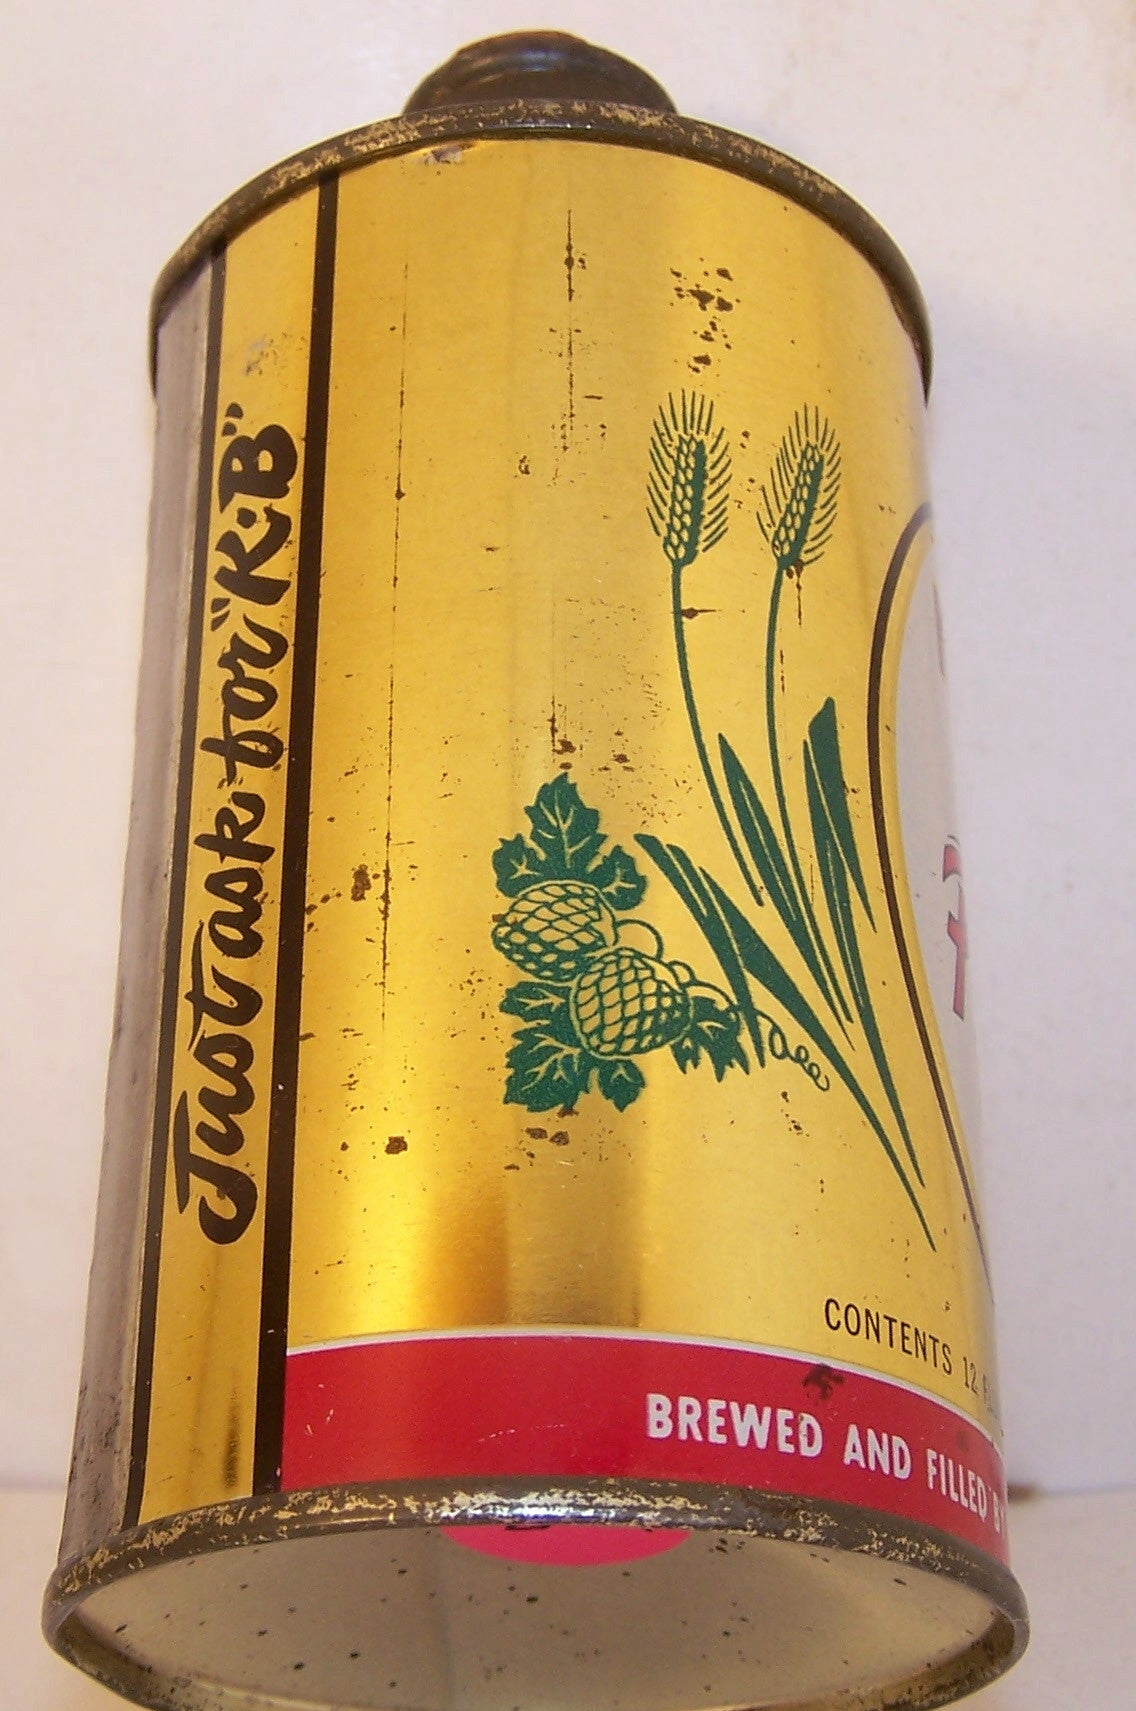 Just ask for "K.B"
CONTENTS 12
BREWED AND FILLED B